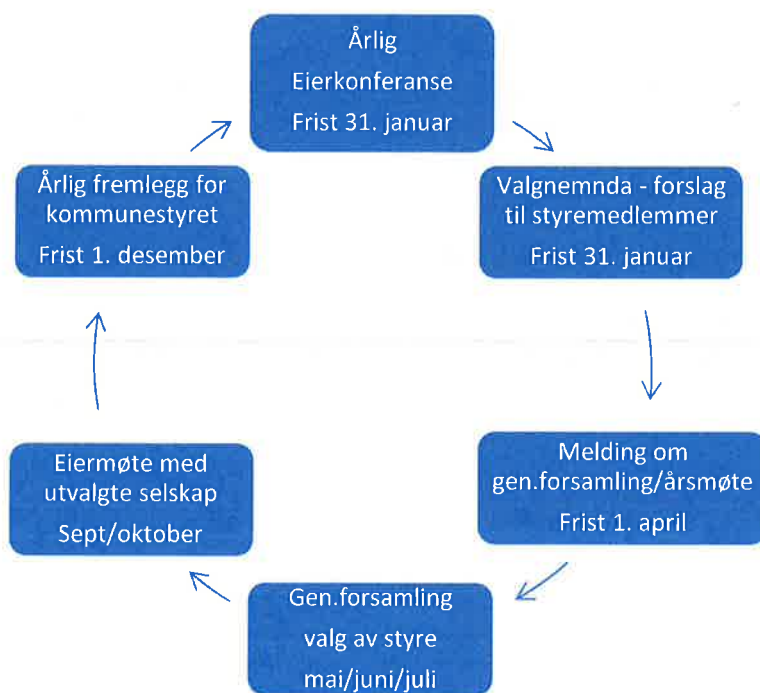 Årlig
Eierkonferanse
Frist 31. januar
Valgnemnda - forslag
til styremedlemmer
Frist 31. januar
Melding om
gen.forsamling/årsmøte
Frist 1. april
Gen.forsamling
valg av styre
mai/juni/juli
Eiermøte med
utvalgte selskap
Sept/oktober
Årlig fremlegg for
kommunestyret
Frist 1. desember